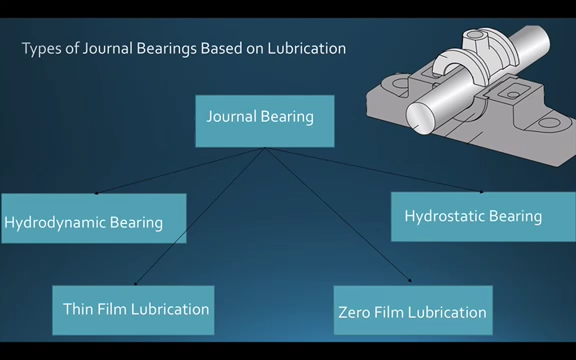 Types of Journal Bearings Based on Lubrication
Journal Bearing
Hydrodynamic Bearing
Hydrostatic Bearing
Thin Film Lubrication
Zero Film Lubrication